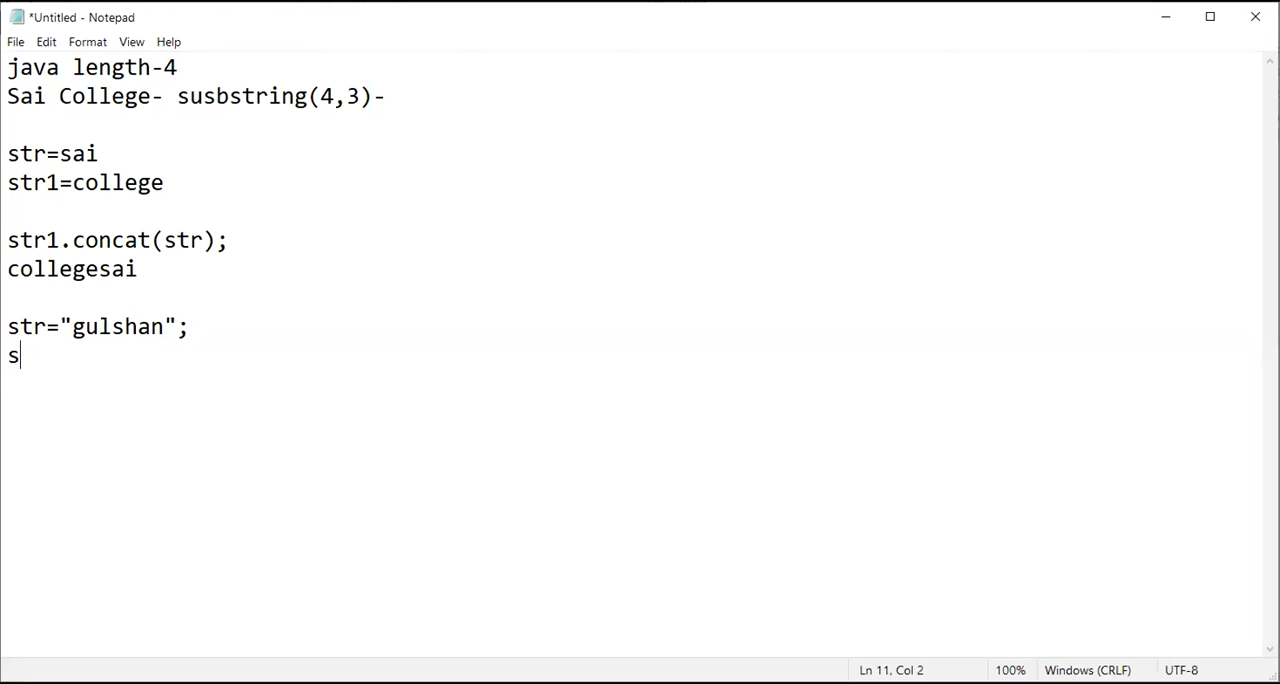 *Untitled - Notepad
File Edit Format View Help
java length-4
Sai College- susbstring(4,3)-
str=sai
str1=college
str1.concat(str);
collegesai
str="gulshan";
s
Ln 11, Col 2 100% Windows (CRLF) UTF-8